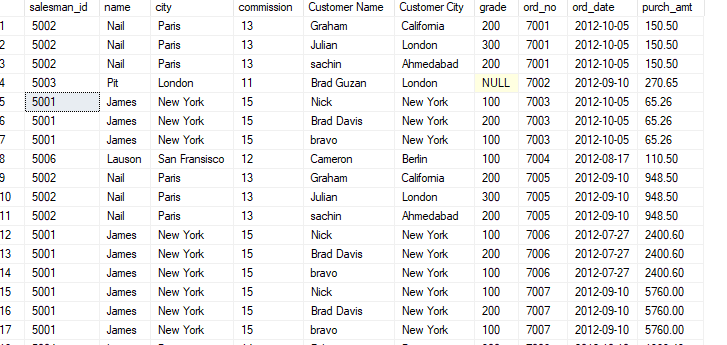 salesman_id name city commission Customer Name Customer City grade ord_no ord_date purch_amt
1 5002 Nail Paris 13 Graham California 200 7001 2012-10-05 150.50
2 5002 Nail Paris 13 Julian London 300 7001 2012-10-05 150.50
3 5002 Nail Paris 13 sachin Ahmedabad 200 7001 2012-10-05 150.50
4 5003 Pit London 11 Brad Guzan London NULL 7002 2012-09-10 270.65
5 5001 James New York 15 Nick New York 100 7003 2012-10-05 65.26
6 5001 James New York 15 Brad Davis New York 200 7003 2012-10-05 65.26
7 5001 James New York 15 bravo New York 100 7003 2012-10-05 65.26
8 5006 Lauson San Fransisco 12 Cameron Berlin 100 7004 2012-08-17 110.50
9 5002 Nail Paris 13 Graham California 200 7005 2012-09-10 948.50
10 5002 Nail Paris 13 Julian London 300 7005 2012-09-10 948.50
11 5002 Nail Paris 13 sachin Ahmedabad 200 7005 2012-09-10 948.50
12 5001 James New York 15 Nick New York 100 7006 2012-07-27 2400.60
13 5001 James New York 15 Brad Davis New York 200 7006 2012-07-27 2400.60
14 5001 James New York 15 bravo New York 100 7006 2012-07-27 2400.60
15 5001 James New York 15 Nick New York 100 7007 2012-09-10 5760.00
16 5001 James New York 15 Brad Davis New York 200 7007 2012-09-10 5760.00
17 5001 James New York 15 bravo New York 100 7007 2012-09-10 5760.00